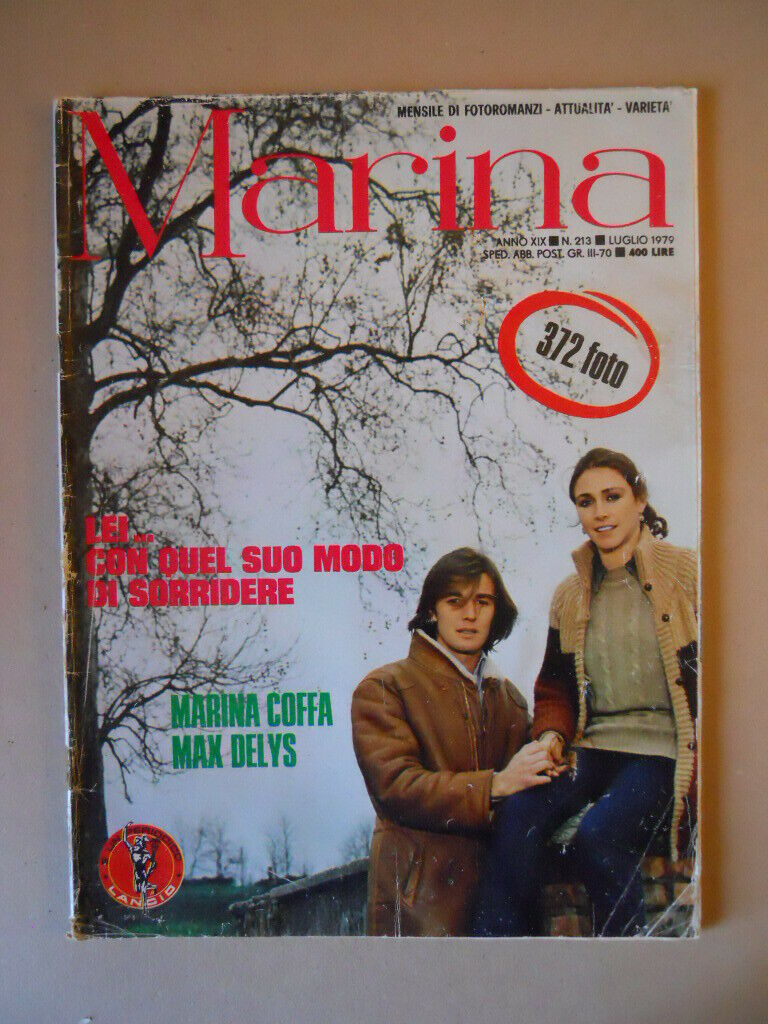 MENSILE DI FOTOROMANZI - ATTUALITA' - VARIETA'
Marina
ANNO XIX ■ N. 213 ■ LUGLIO 1979
SPED. ABB. POST. GR. III-70 ■ 400 LIRE
372 foto
LEI...
CON QUEL SUO MODO
DI SORRIDERE
MARINA COFFA
MAX DELYS
LANCIO